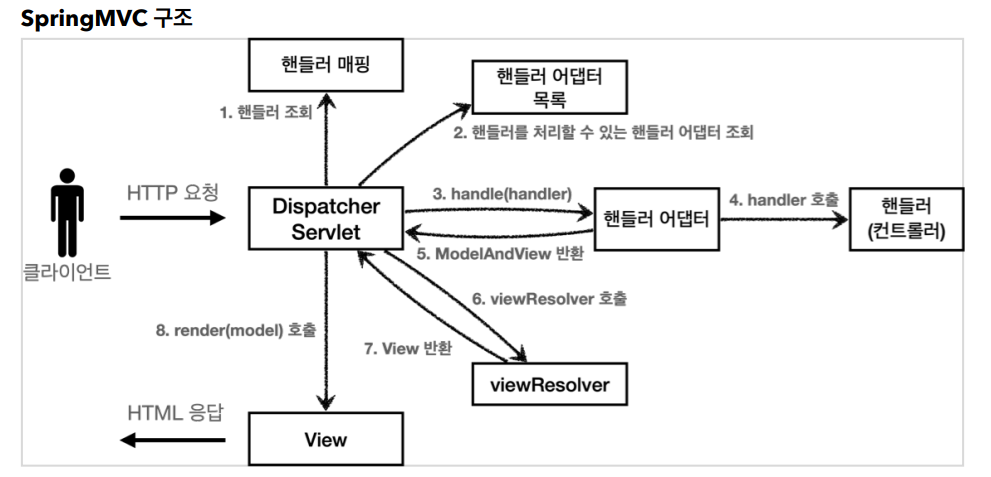 SpringMVC 구조
핸들러 매핑
핸들러 어댑터
목록
1. 핸들러 조회
2. 핸들러를 처리할 수 있는 핸들러 어댑터 조회
HTTP 요청
Dispatcher
Servlet
3. handle(handler)
핸들러 어댑터
4. handler 호출
핸들러
(컨트롤러)
5. ModelAndView 반환
클라이언트
6. viewResolver 호출
8. render(model) 호출
7. View 반환
viewResolver
HTML 응답
View